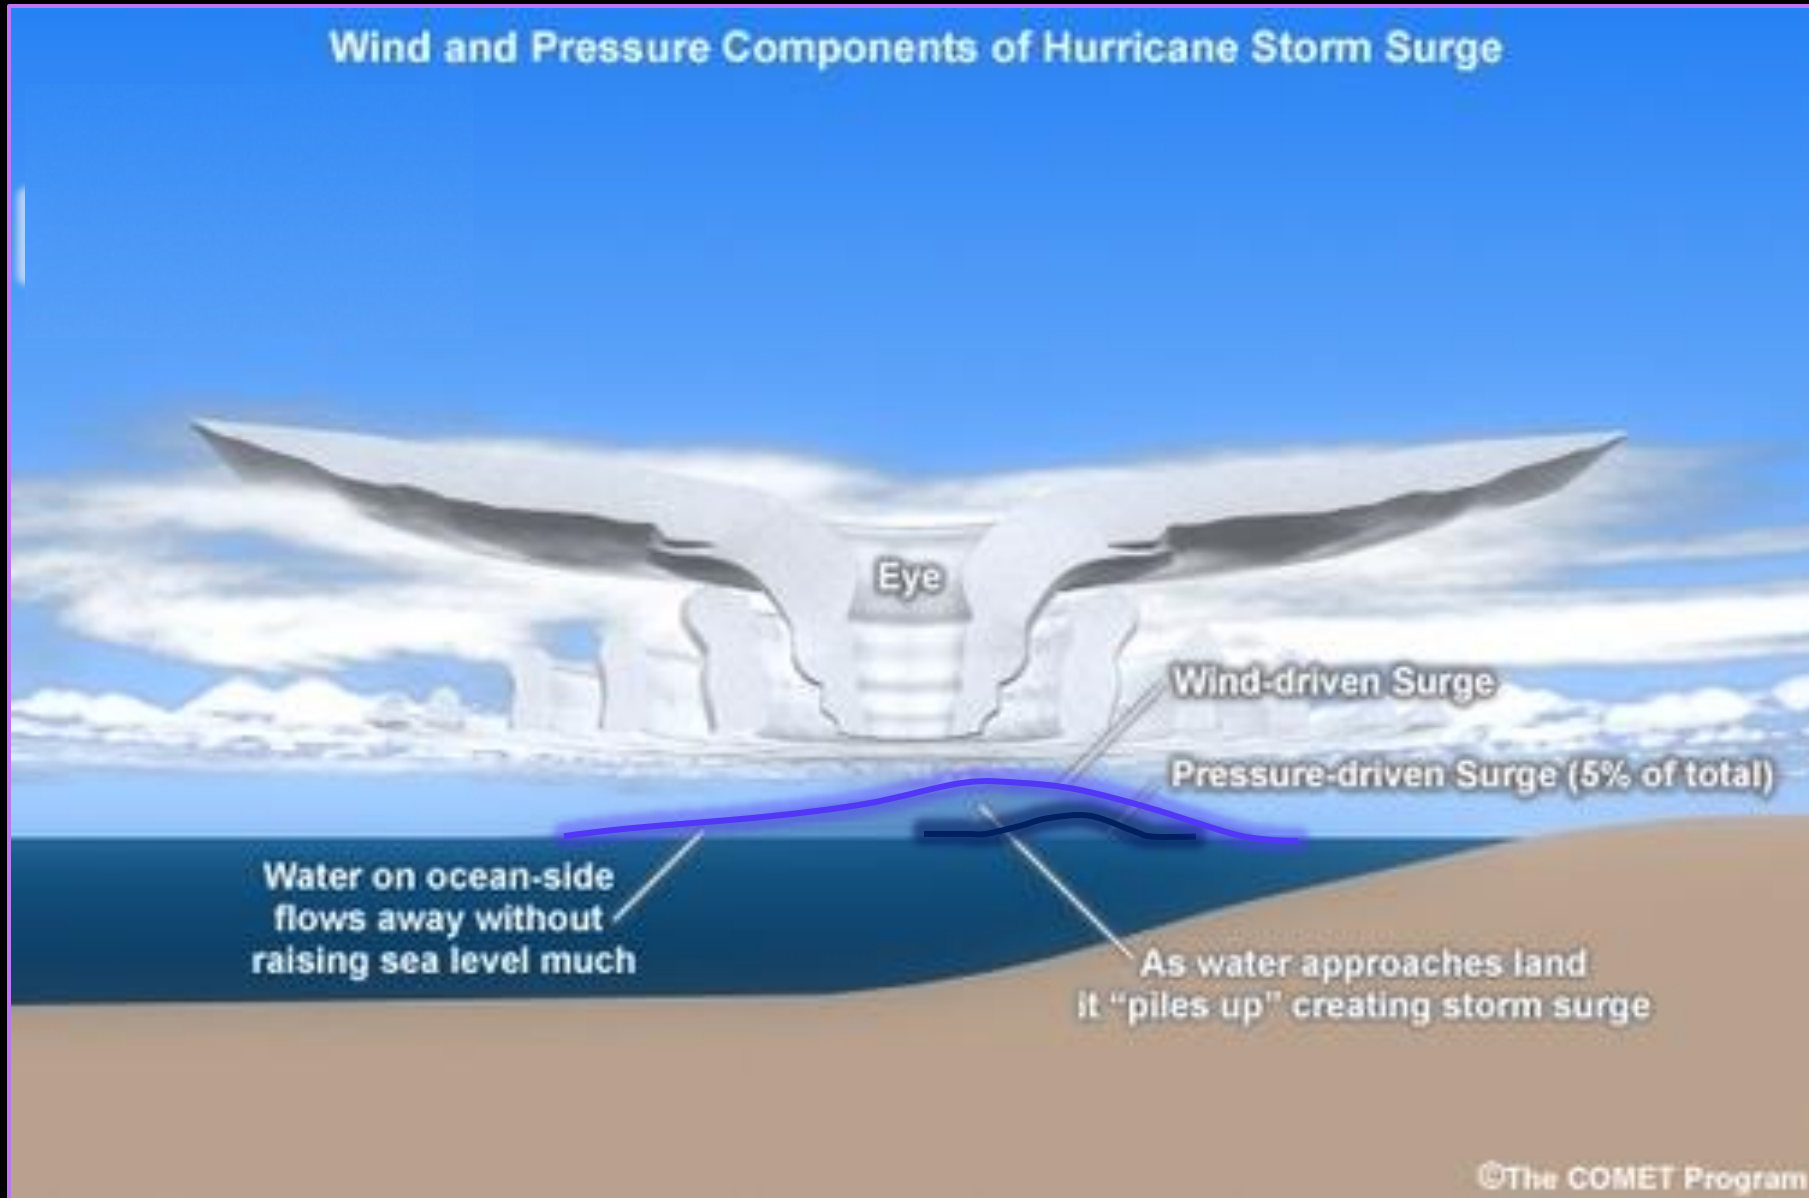 Wind and Pressure Components of Hurricane Storm Surge
Eye
Wind-driven Surge
Pressure-driven Surge (5% of total)
Water on ocean-side
flows away without
raising sea level much
As water approaches land
it “piles up” creating storm surge
©The COMET Program